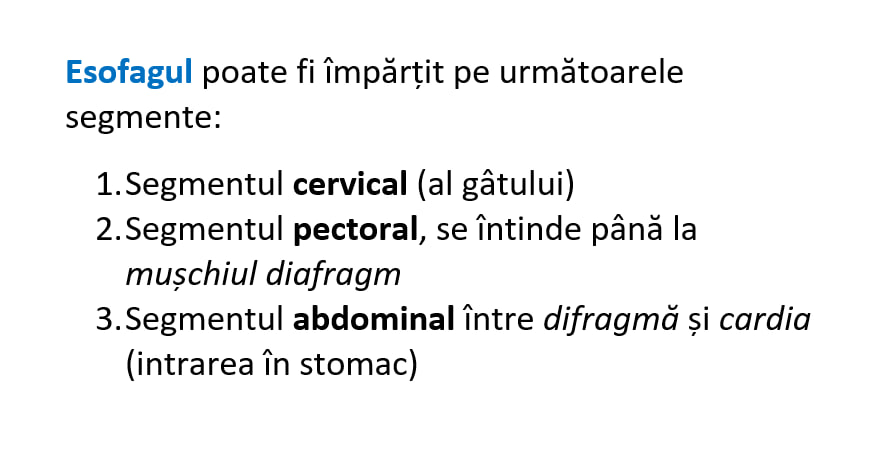 Esofagul poate fi împărțit pe următoarele
segmente:
1.Segmentul cervical (al gâtului)
2.Segmentul pectoral, se întinde până la
mușchiul diafragm
3.Segmentul abdominal între difragmă și cardia
(intrarea în stomac)